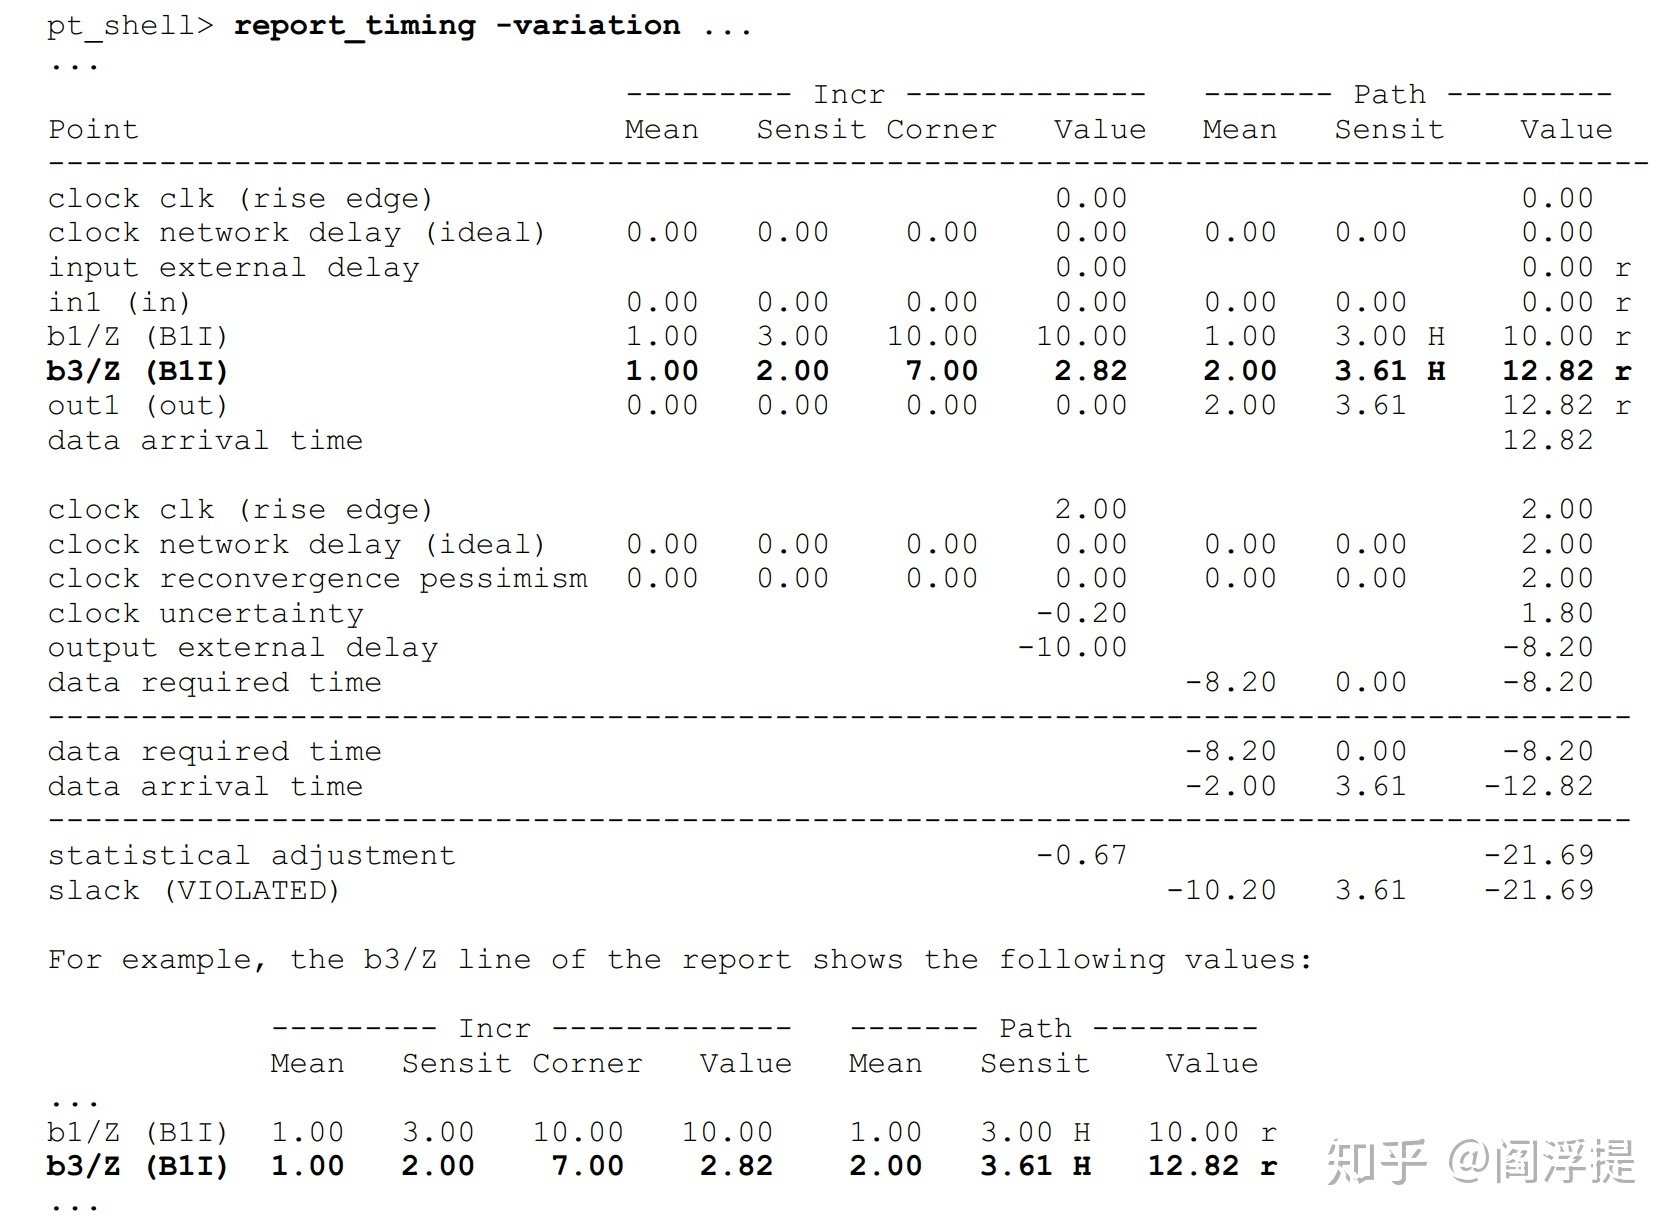 pt_shell> report_timing -variation ...
...
--------- Incr ------------- ------- Path ---------
Point Mean Sensit Corner Value Mean Sensit Value
---------------------------------------------------------------------------------------
clock clk (rise edge) 0.00 0.00
clock network delay (ideal) 0.00 0.00 0.00 0.00 0.00 0.00 0.00
input external delay 0.00 0.00 r
in1 (in) 0.00 0.00 0.00 0.00 0.00 0.00 0.00 r
b1/Z (B1I) 1.00 3.00 10.00 10.00 1.00 3.00 H 10.00 r
b3/Z (B1I) 1.00 2.00 7.00 2.82 2.00 3.61 H 12.82 r
out1 (out) 0.00 0.00 0.00 0.00 2.00 3.61 12.82 r
data arrival time 12.82
clock clk (rise edge) 2.00 2.00
clock network delay (ideal) 0.00 0.00 0.00 0.00 0.00 0.00 2.00
clock reconvergence pessimism 0.00 0.00 0.00 0.00 0.00 0.00 2.00
clock uncertainty -0.20 1.80
output external delay -10.00 -8.20
data required time -8.20 0.00 -8.20
--------------------------------------------------------------------------------------
data required time -8.20 0.00 -8.20
data arrival time -2.00 3.61 -12.82
--------------------------------------------------------------------------------------
statistical adjustment -0.67 -21.69
slack (VIOLATED) -10.20 3.61 -21.69
For example, the b3/Z line of the report shows the following values:
--------- Incr ------------- ------- Path ---------
Mean Sensit Corner Value Mean Sensit Value
...
b1/Z (B1I) 1.00 3.00 10.00 10.00 1.00 3.00 H 10.00 r
b3/Z (B1I) 1.00 2.00 7.00 2.82 2.00 3.61 H 12.82 r
...
知乎 @阎浮提